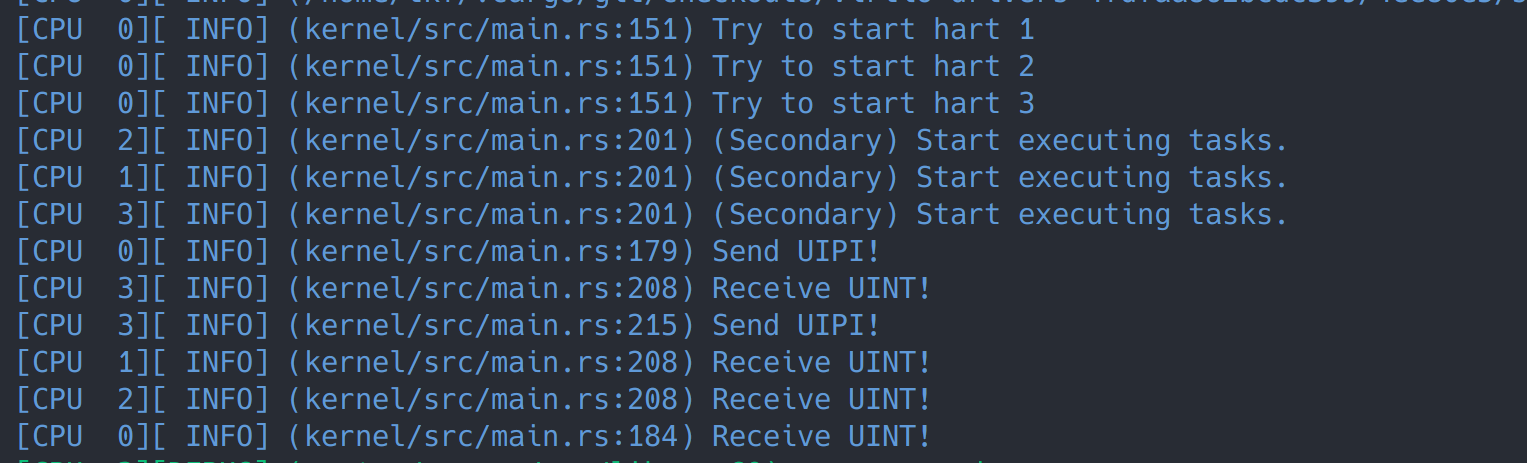 [CPU  0][ INFO] (kernel/src/main.rs:151) Try to start hart 1
[CPU  0][ INFO] (kernel/src/main.rs:151) Try to start hart 2
[CPU  0][ INFO] (kernel/src/main.rs:151) Try to start hart 3
[CPU  2][ INFO] (kernel/src/main.rs:201) (Secondary) Start executing tasks.
[CPU  1][ INFO] (kernel/src/main.rs:201) (Secondary) Start executing tasks.
[CPU  3][ INFO] (kernel/src/main.rs:201) (Secondary) Start executing tasks.
[CPU  0][ INFO] (kernel/src/main.rs:179) Send UIPI!
[CPU  3][ INFO] (kernel/src/main.rs:208) Receive UINT!
[CPU  3][ INFO] (kernel/src/main.rs:215) Send UIPI!
[CPU  1][ INFO] (kernel/src/main.rs:208) Receive UINT!
[CPU  2][ INFO] (kernel/src/main.rs:208) Receive UINT!
[CPU  0][ INFO] (kernel/src/main.rs:184) Receive UINT!